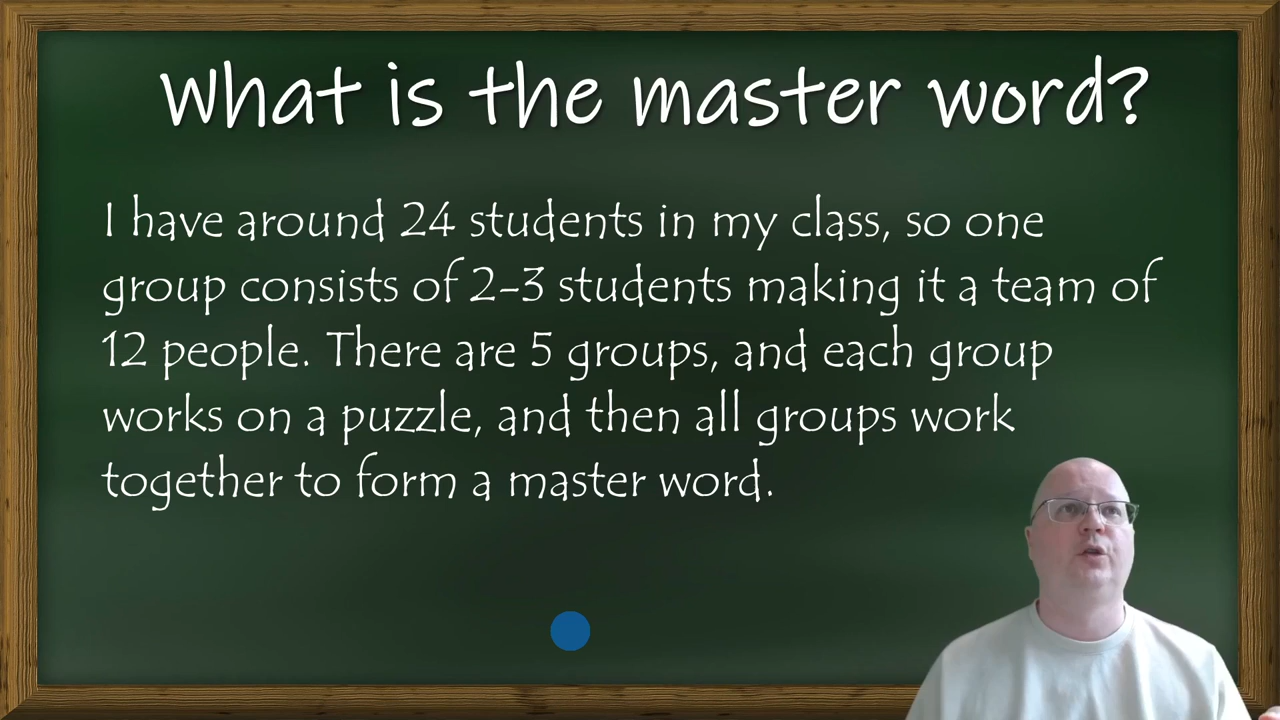 What is the master word?
I have around 24 students in my class, so one
group consists of 2-3 students making it a team of
12 people. There are 5 groups, and each group
works on a puzzle, and then all groups work
together to form a master word.